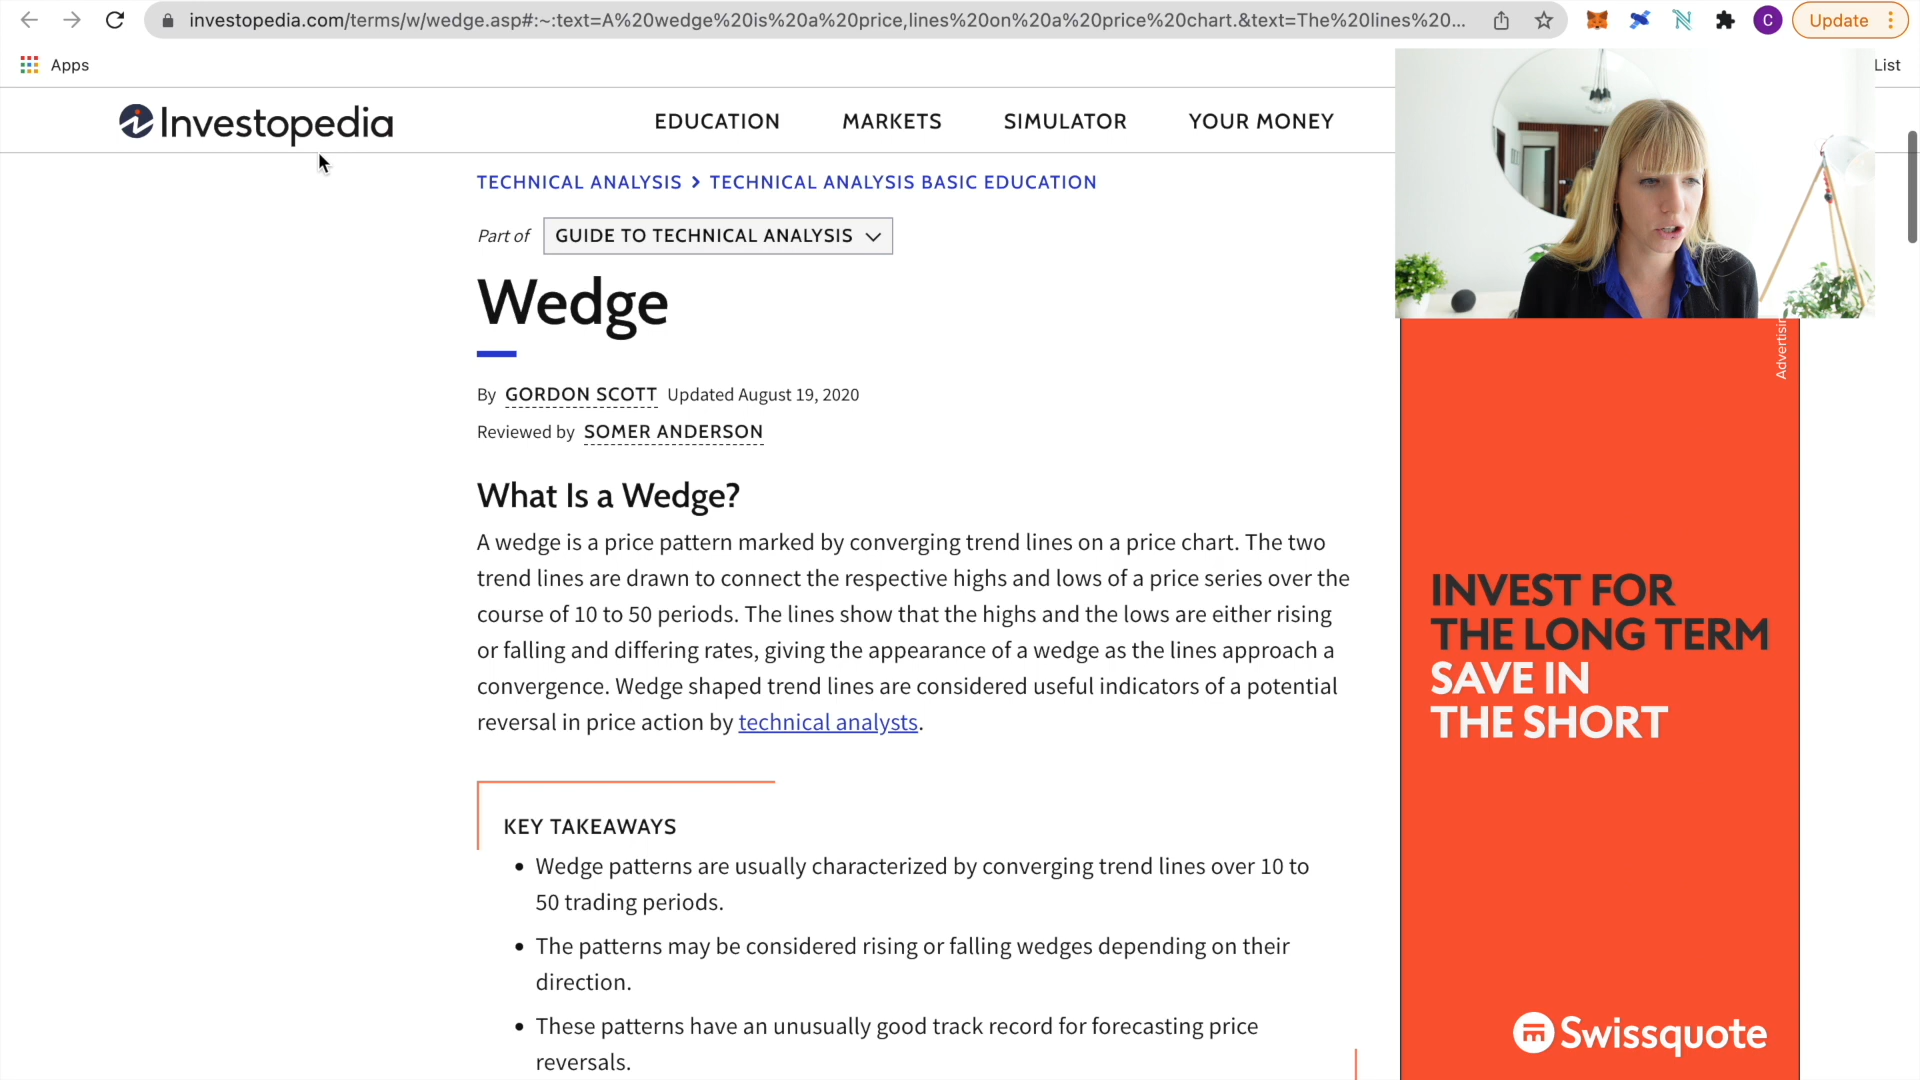 investopedia.com/terms/w/wedge.asp#:~:text=A%20wedge%20is%20a%20price,lines%20on%20a%20price%20chart.&text=The%20lines%20...
C
Update
Apps
List
Investopedia
EDUCATION
MARKETS
SIMULATOR
YOUR MONEY
TECHNICAL ANALYSIS > TECHNICAL ANALYSIS BASIC EDUCATION
Part of GUIDE TO TECHNICAL ANALYSIS
Wedge
By GORDON SCOTT Updated August 19, 2020
Reviewed by SOMER ANDERSON
What Is a Wedge?
A wedge is a price pattern marked by converging trend lines on a price chart. The two
trend lines are drawn to connect the respective highs and lows of a price series over the
course of 10 to 50 periods. The lines show that the highs and the lows are either rising
or falling and differing rates, giving the appearance of a wedge as the lines approach a
convergence. Wedge shaped trend lines are considered useful indicators of a potential
reversal in price action by technical analysts.
KEY TAKEAWAYS
• Wedge patterns are usually characterized by converging trend lines over 10 to
50 trading periods.
• The patterns may be considered rising or falling wedges depending on their
direction.
• These patterns have an unusually good track record for forecasting price
reversals.
INVEST FOR
THE LONG TERM
SAVE IN
THE SHORT
Swissquote